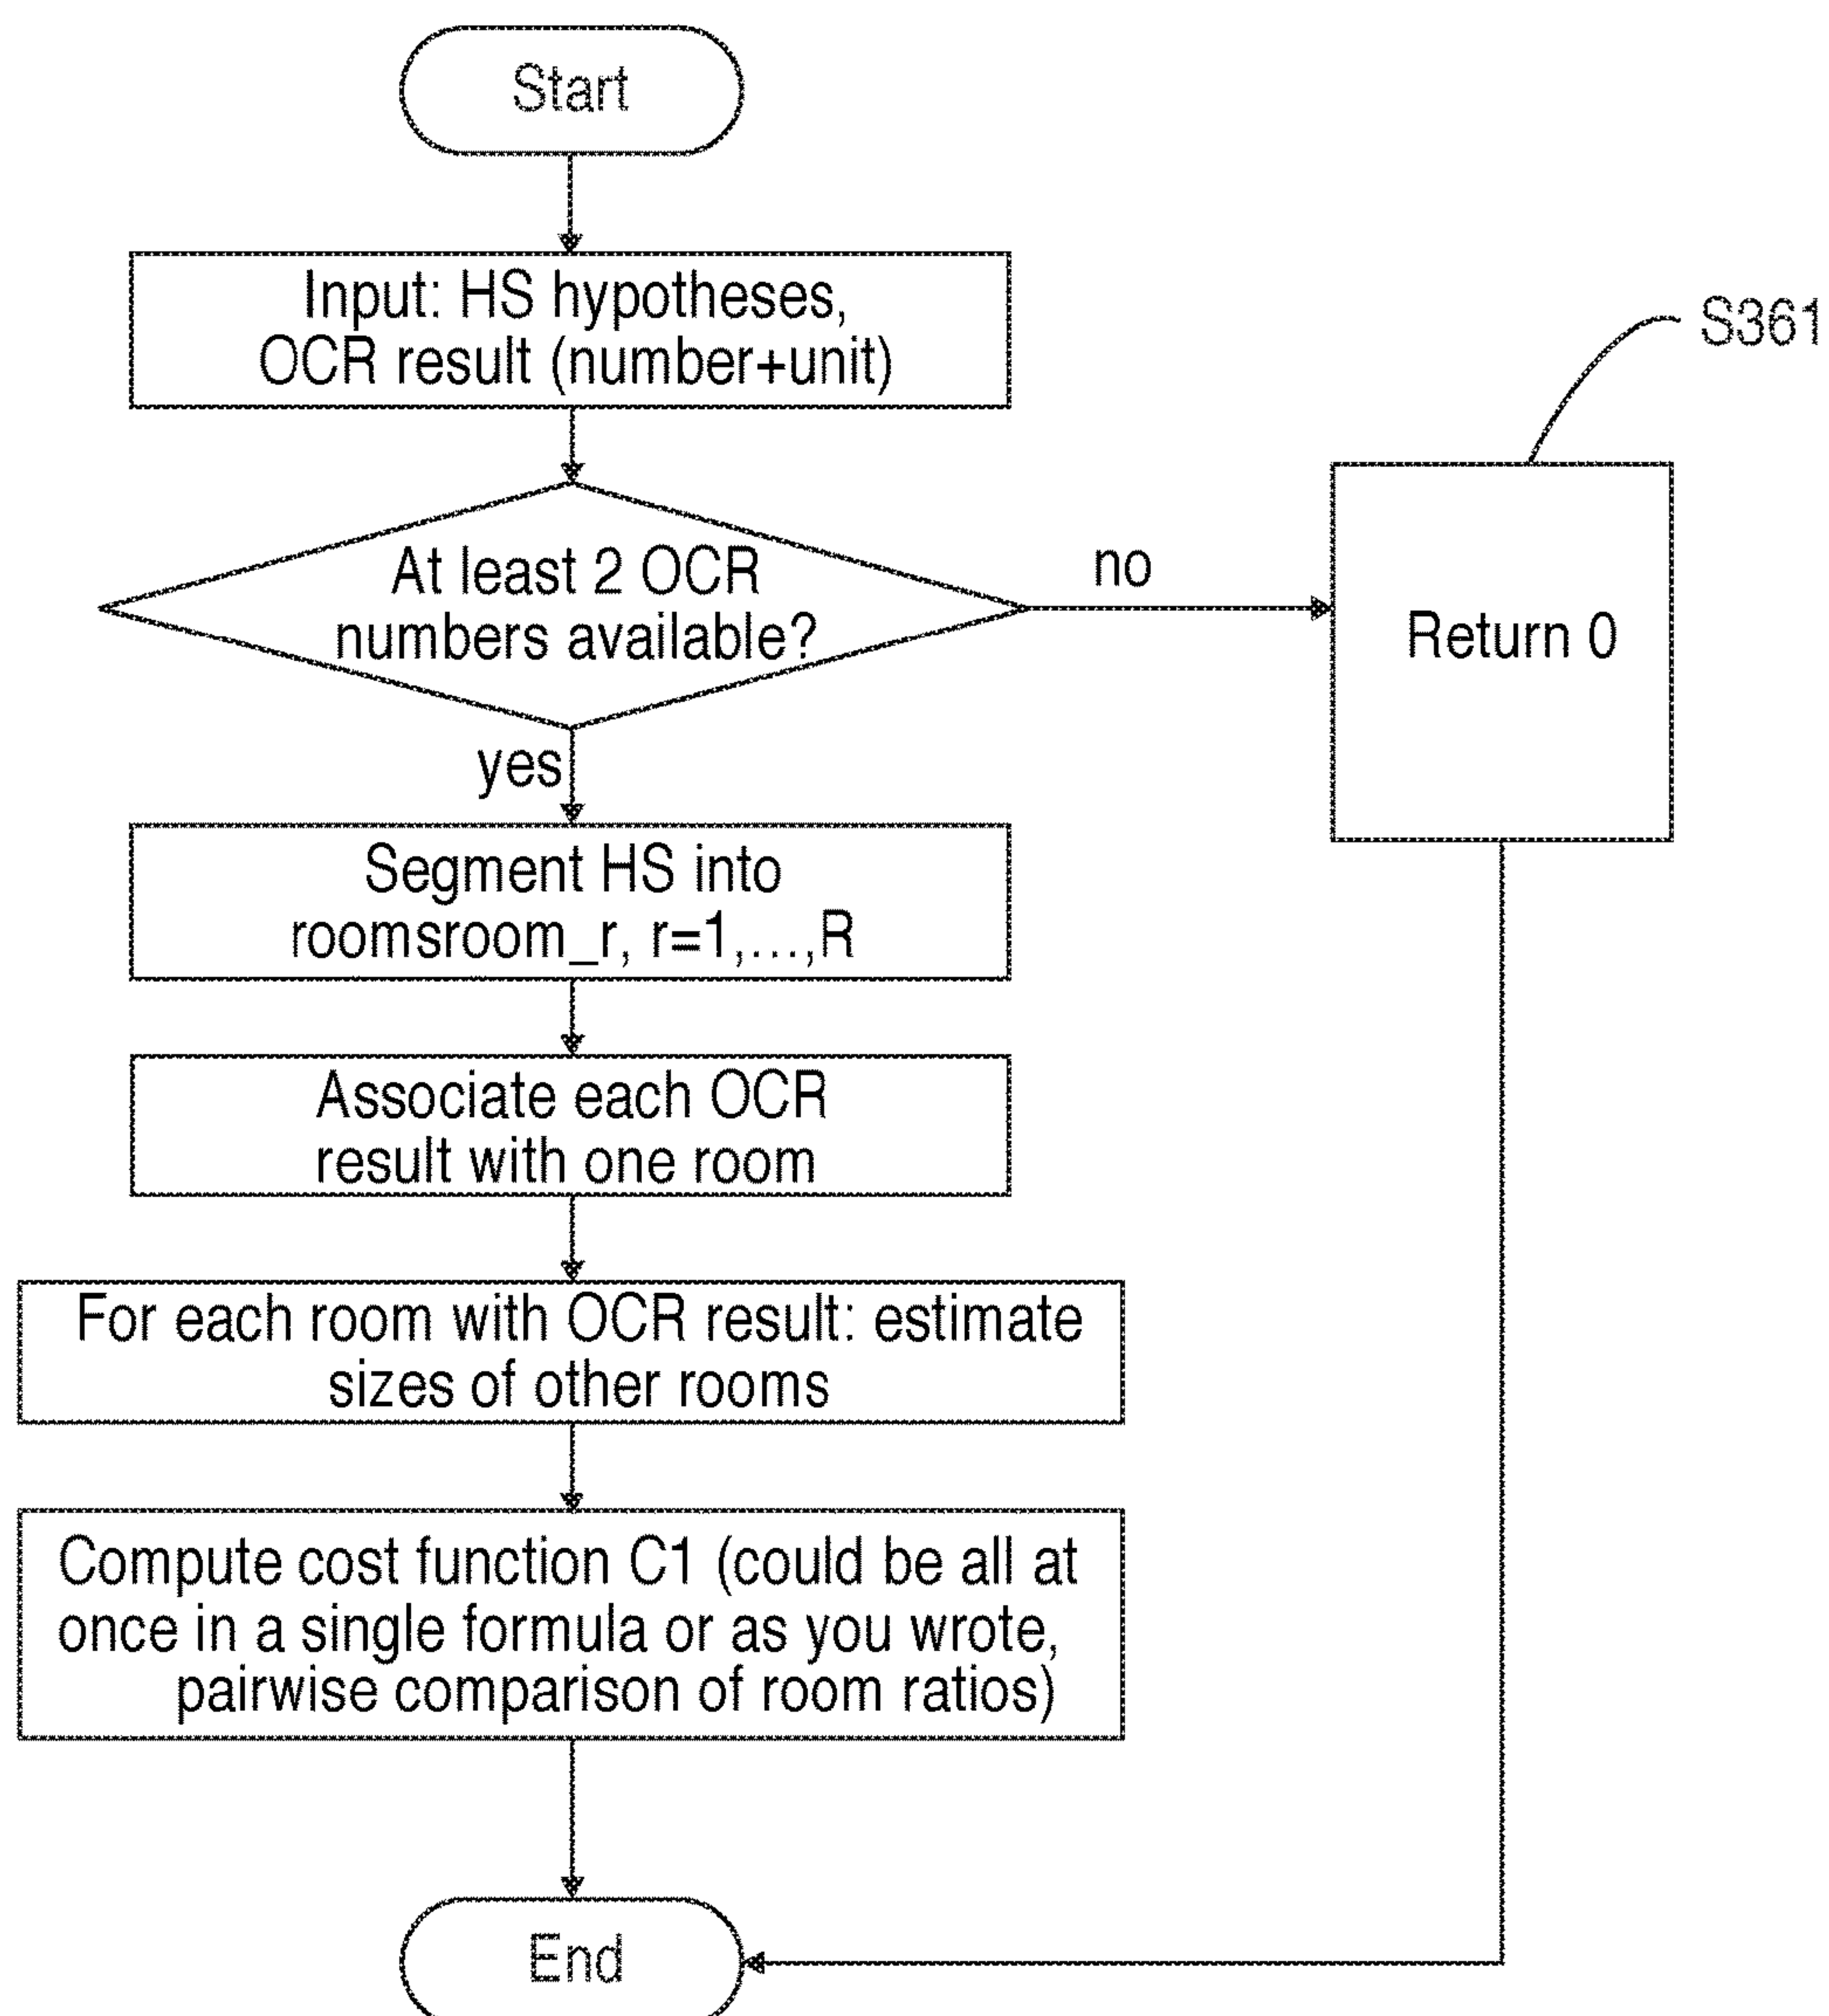 Start
Input: HS hypotheses,
OCR result (number+unit)
S361
At least 2 OCR
numbers available?
no
Return 0
yes
Segment HS into
roomsroom_r, r=1,...,R
Associate each OCR
result with one room
For each room with OCR result: estimate
sizes of other rooms
Compute cost function C1 (could be all at
once in a single formula or as you wrote,
pairwise comparison of room ratios)
End